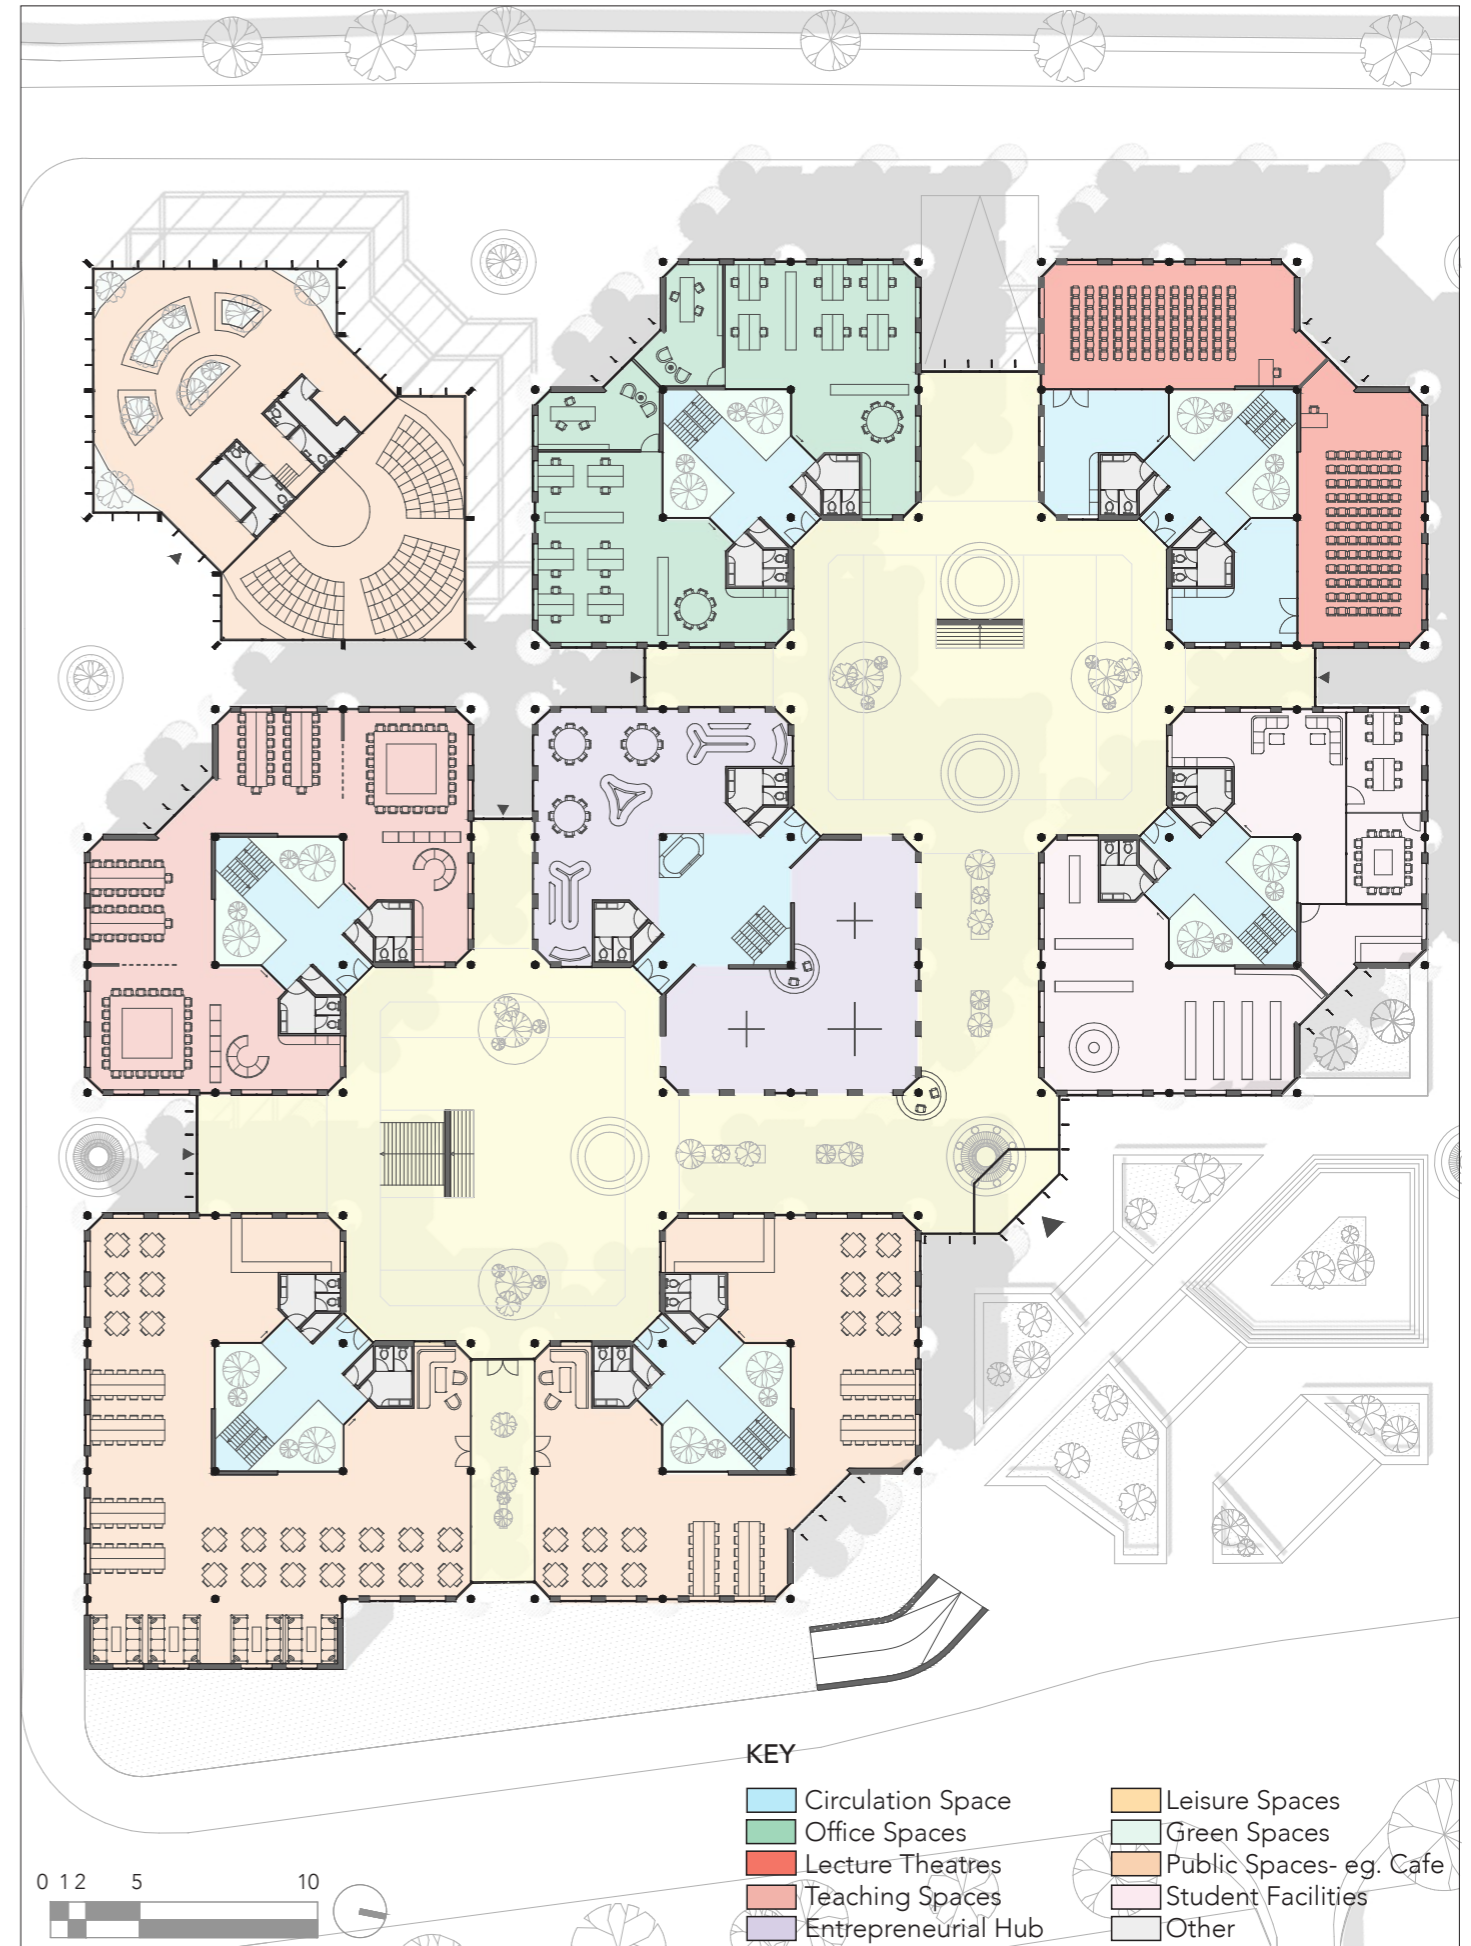 KEY
Circulation Space
Office Spaces
Lecture Theatres
Teaching Spaces
Entrepreneurial Hub
Leisure Spaces
Green Spaces
Public Spaces- eg. Cafe
Student Facilities
Other
0 1 2 5 10